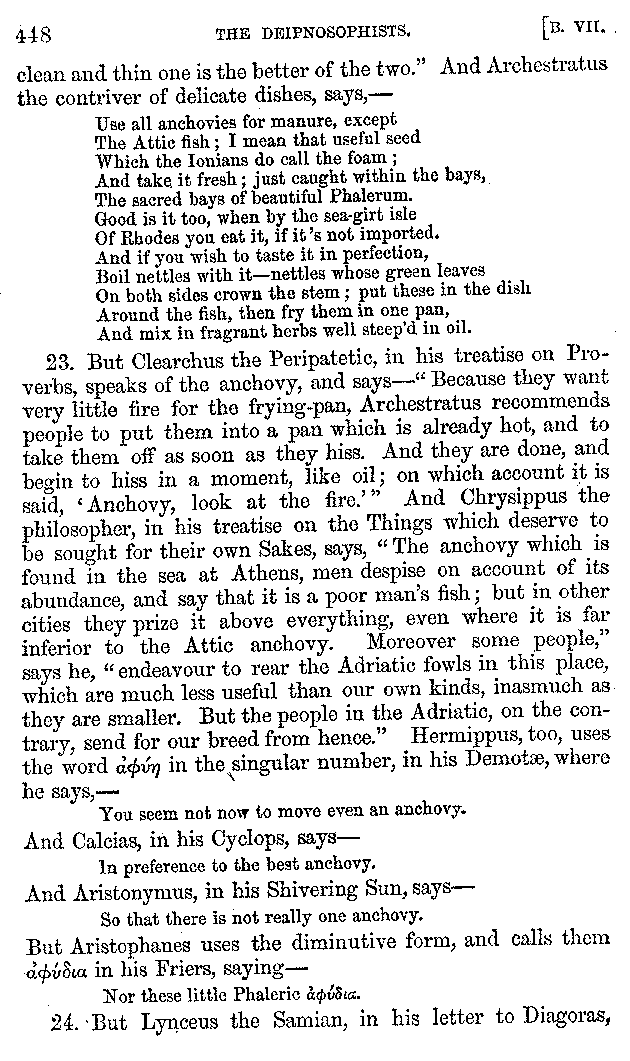 448 THE DEIPNOSOPHISTS. [B. VII.
clean and thin one is the better of the two.” And Archestratus
the contriver of delicate dishes, says,—
Use all anchovies for manure, except
The Attic fish; I mean that useful seed
Which the Ionians do call the foam;
And take it fresh; just caught within the bays,
The sacred bays of beautiful Phalerum.
Good is it too, when by the sea-girt isle
Of Rhodes you eat it, if it's not imported.
And if you wish to taste it in perfection,
Boil nettles with it—nettles whose green leaves
On both sides crown the stem; put these in the dish
Around the fish, then fry them in one pan,
And mix in fragrant herbs well steep'd in oil.
23. But Clearchus the Peripatetic, in his treatise on Pro-
verbs, speaks of the anchovy, and says—“Because they want
very little fire for the frying-pan, Archestratus recommends
people to put them into a pan which is already hot, and to
take them off as soon as they hiss. And they are done, and
begin to hiss in a moment, like oil; on which account it is
said, ‘Anchovy, look at the fire.’” And Chrysippus the
philosopher, in his treatise on the Things which deserve to
be sought for their own Sakes, says, “The anchovy which is
found in the sea at Athens, men despise on account of its
abundance, and say that it is a poor man's fish; but in other
cities they prize it above everything, even where it is far
inferior to the Attic anchovy. Moreover some people,”
says he, “endeavour to rear the Adriatic fowls in this place,
which are much less useful than our own kinds, inasmuch as
they are smaller. But the people in the Adriatic, on the con-
trary, send for our breed from hence.” Hermippus, too, uses
the word ἀφύη in the singular number, in his Demotæ, where
he says,—
You seem not now to move even an anchovy.
And Calcias, in his Cyclops, says—
In preference to the best anchovy.
And Aristonymus, in his Shivering Sun, says—
So that there is not really one anchovy.
But Aristophanes uses the diminutive form, and calls them
ἀφύδια in his Friers, saying—
Nor these little Phaleric ἀφύδια.
24. But Lynceus the Samian, in his letter to Diagoras,